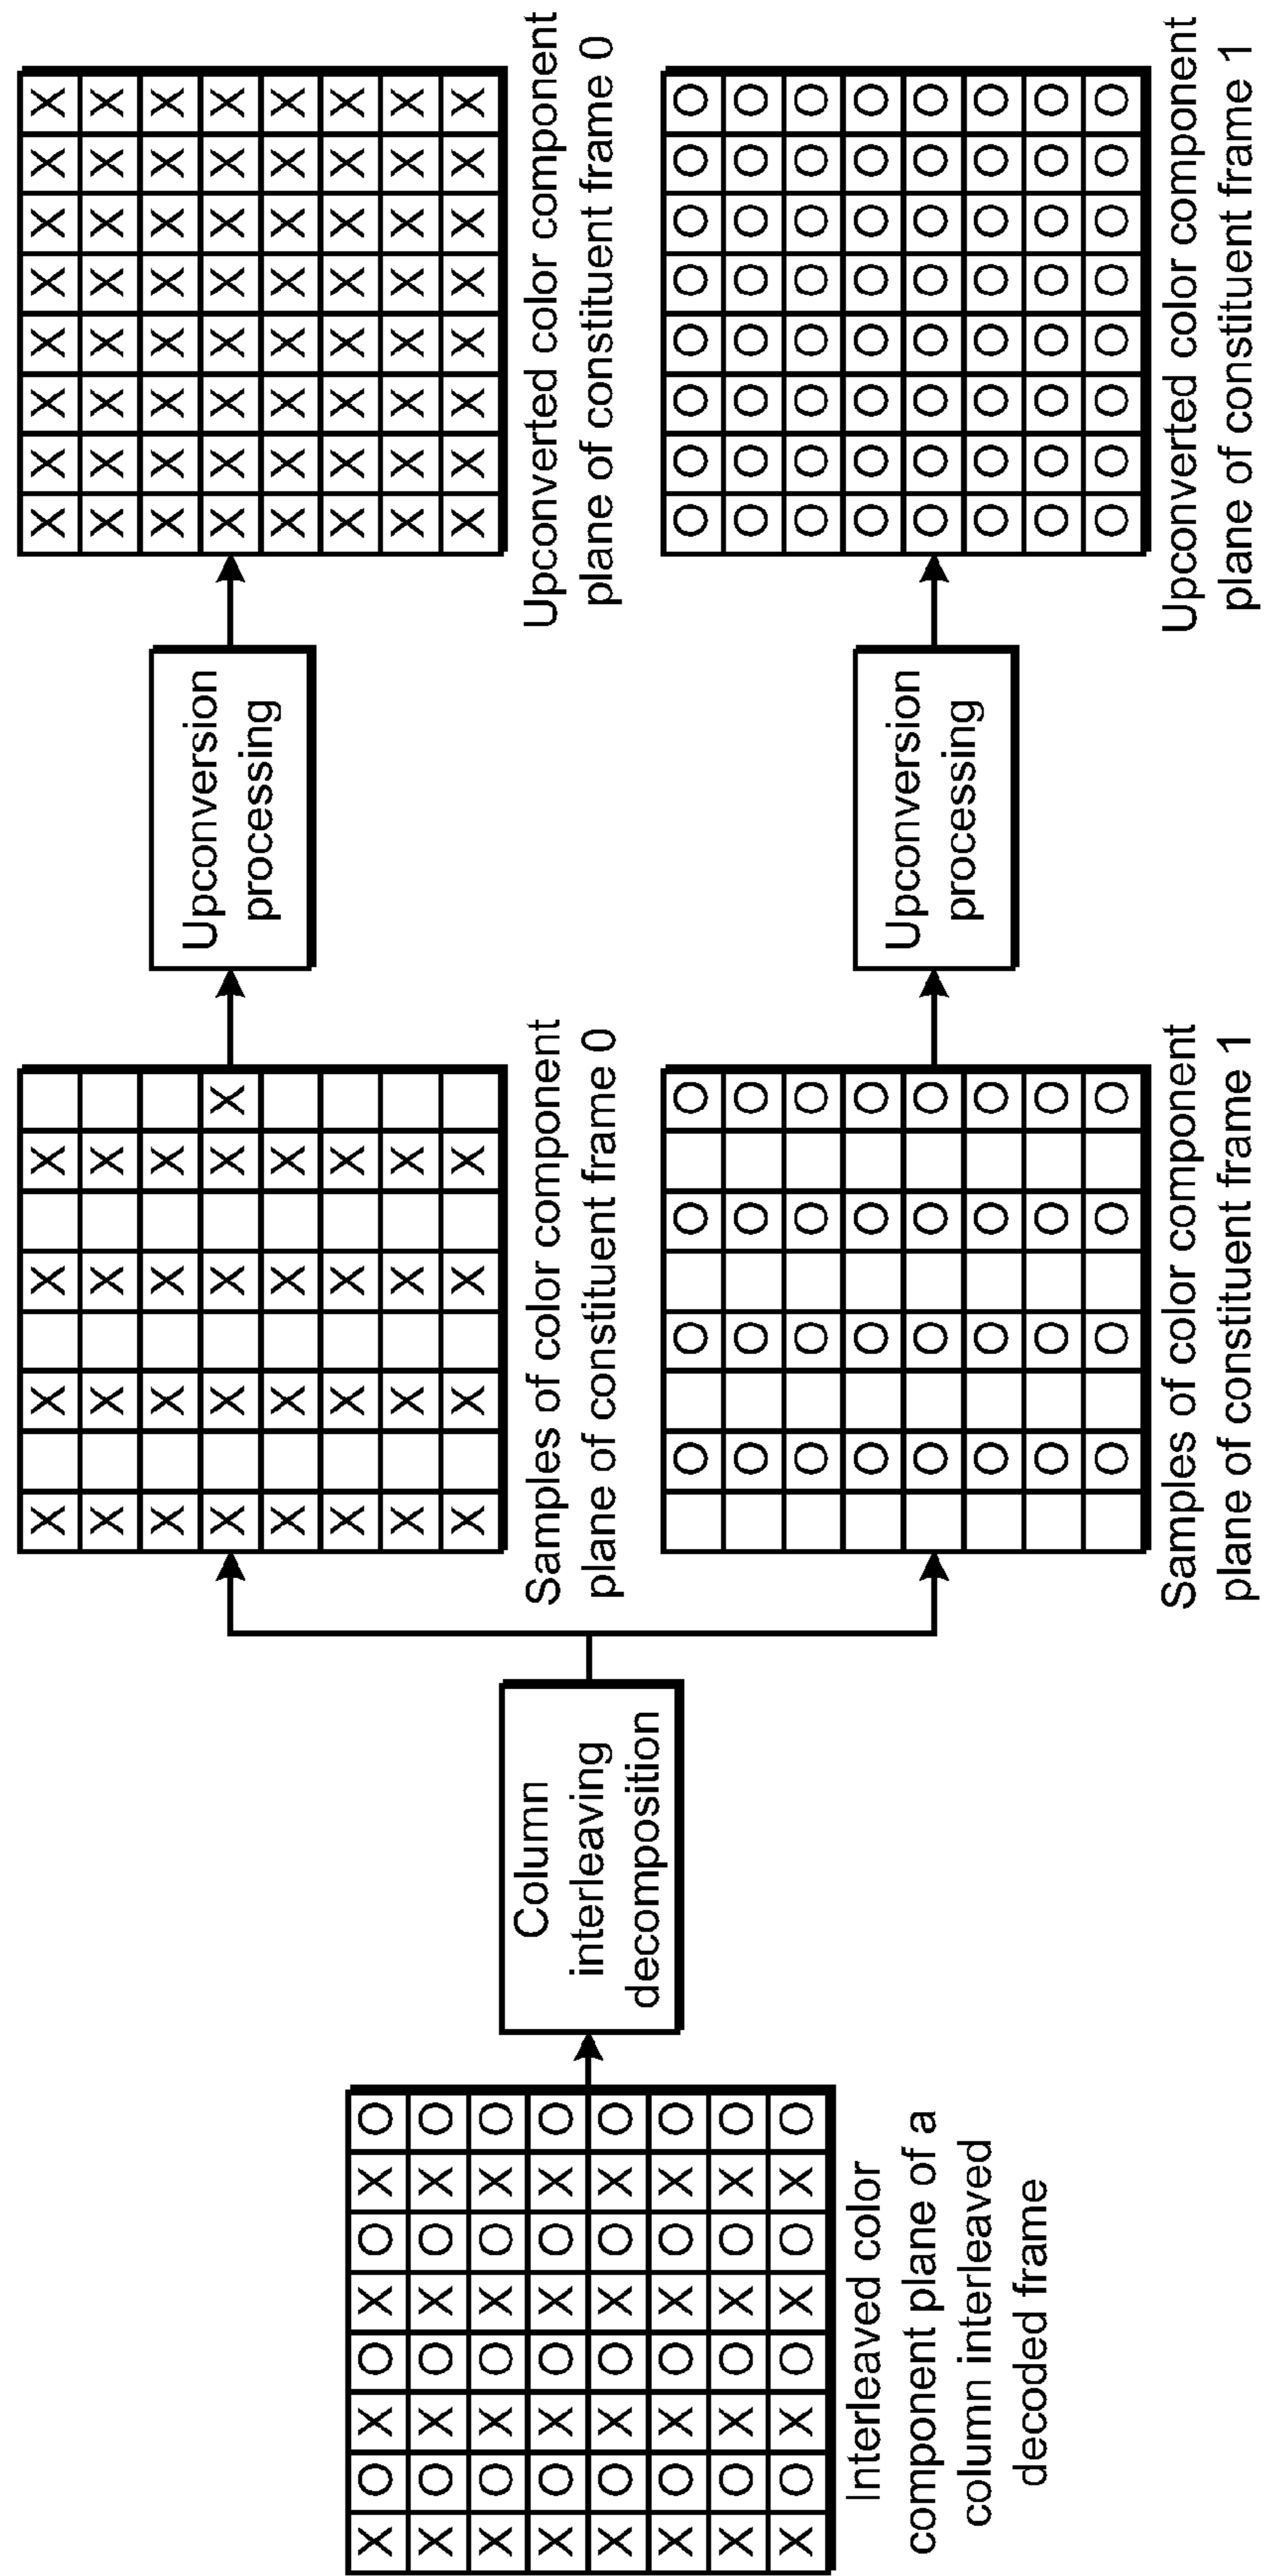 X X X X X X X X
X X X X X X X X
X X X X X X X X
X X X X X X X X
X X X X X X X X
X X X X X X X X
X X X X X X X X
X X X X X X X X
Upconverted color component
plane of constituent frame 0
Upconversion
processing
X X X X
X X X X
X X X X
X X X X X
X X X X
X X X X
X X X X
X X X X
Samples of color component
plane of constituent frame 0
X O X O X O X O
X O X O X O X O
X O X O X O X O
X O X O X O X O
X O X O X O X O
X O X O X O X O
X O X O X O X O
X O X O X O X O
Interleaved color
component plane of a
column interleaved
decoded frame
Column
interleaving
decomposition
O O O O
O O O O
O O O O
O O O O
O O O O
O O O O
O O O O
O O O O
Samples of color component
plane of constituent frame 1
Upconversion
processing
O O O O O O O O
O O O O O O O O
O O O O O O O O
O O O O O O O O
O O O O O O O O
O O O O O O O O
O O O O O O O O
O O O O O O O O
Upconverted color component
plane of constituent frame 1